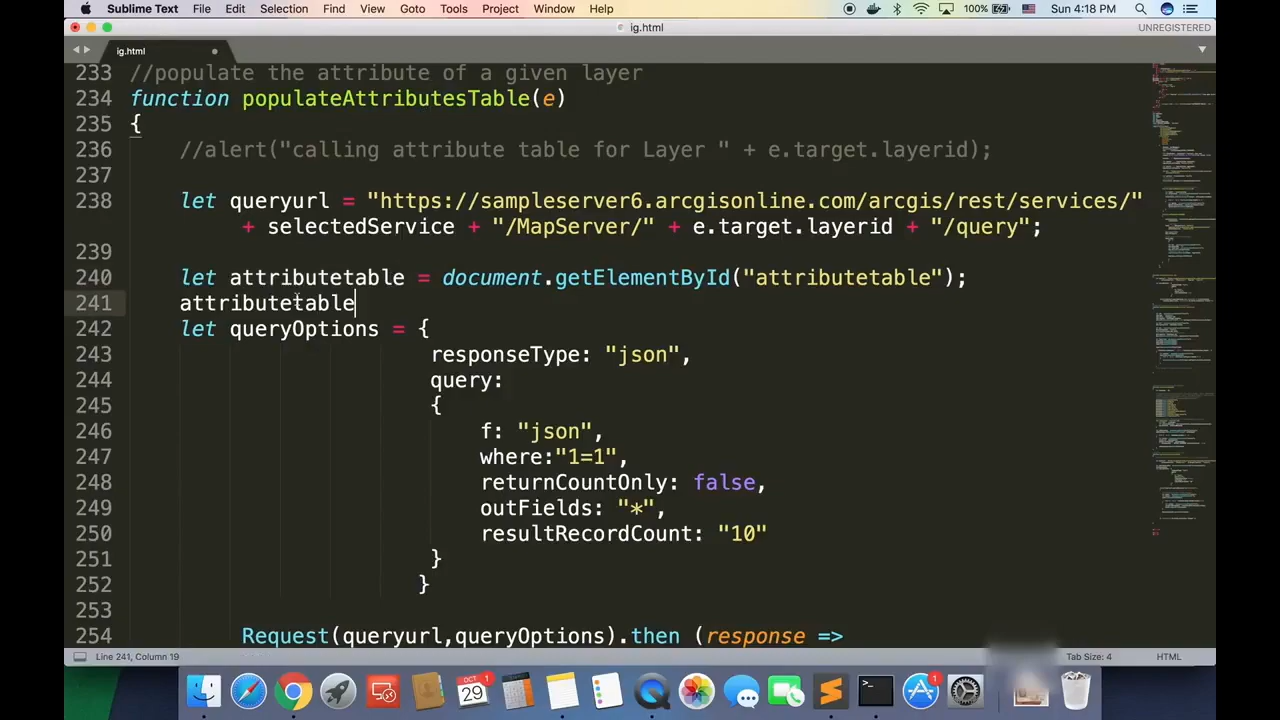 Sublime Text File Edit Selection Find View Goto Tools Project Window Help 100% Sun 4:18 PM
ig.html UNREGISTERED
ig.html
233 //populate the attribute of a given layer
234 function populateAttributesTable(e)
235 {
236 //alert("calling attribute table for Layer " + e.target.layerid);
237
238 let queryurl = "https://sampleserver6.arcgisonline.com/arcgis/rest/services/"
+ selectedService + "/MapServer/" + e.target.layerid + "/query";
239
240 let attributetable = document.getElementById("attributetable");
241 attributetable
242 let queryOptions = {
243 responseType: "json",
244 query:
245 {
246 f: "json",
247 where:"1=1",
248 returnCountOnly: false,
249 outFields: "*",
250 resultRecordCount: "10"
251 }
252 }
253
254 Request(queryurl,queryOptions).then (response =>
Line 241, Column 19 Tab Size: 4 HTML
OCT 1
29 1